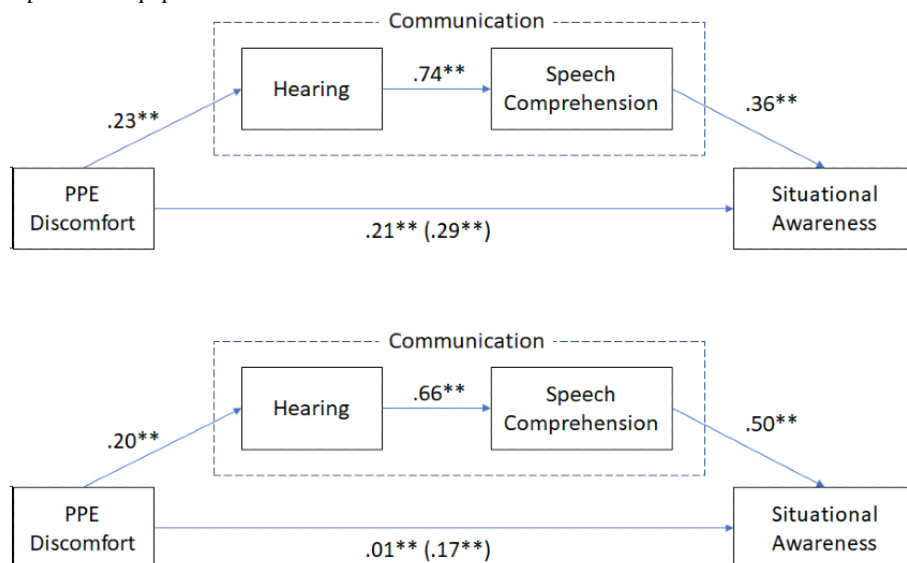 Communication
Hearing
.74**
Speech
Comprehension
.23**
.36**
PPE
Discomfort
Situational
Awareness
.21** (.29**)
Communication
Hearing
.66**
Speech
Comprehension
.20**
.50**
PPE
Discomfort
Situational
Awareness
.01** (.17**)